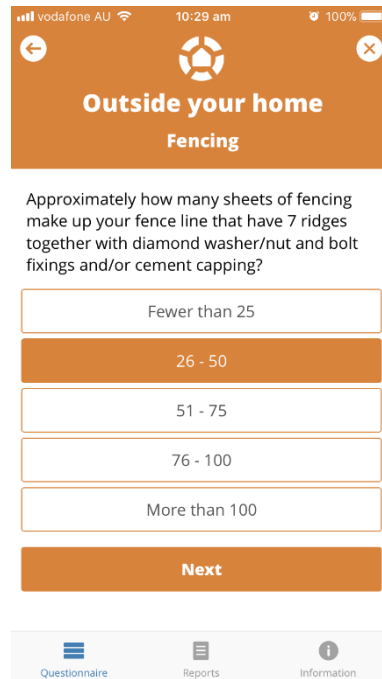 vodafone AU 10:29 am 100%
Outside your home
Fencing
Approximately how many sheets of fencing
make up your fence line that have 7 ridges
together with diamond washer/nut and bolt
fixings and/or cement capping?
Fewer than 25
26 - 50
51 - 75
76 - 100
More than 100
Next
Questionnaire Reports Information